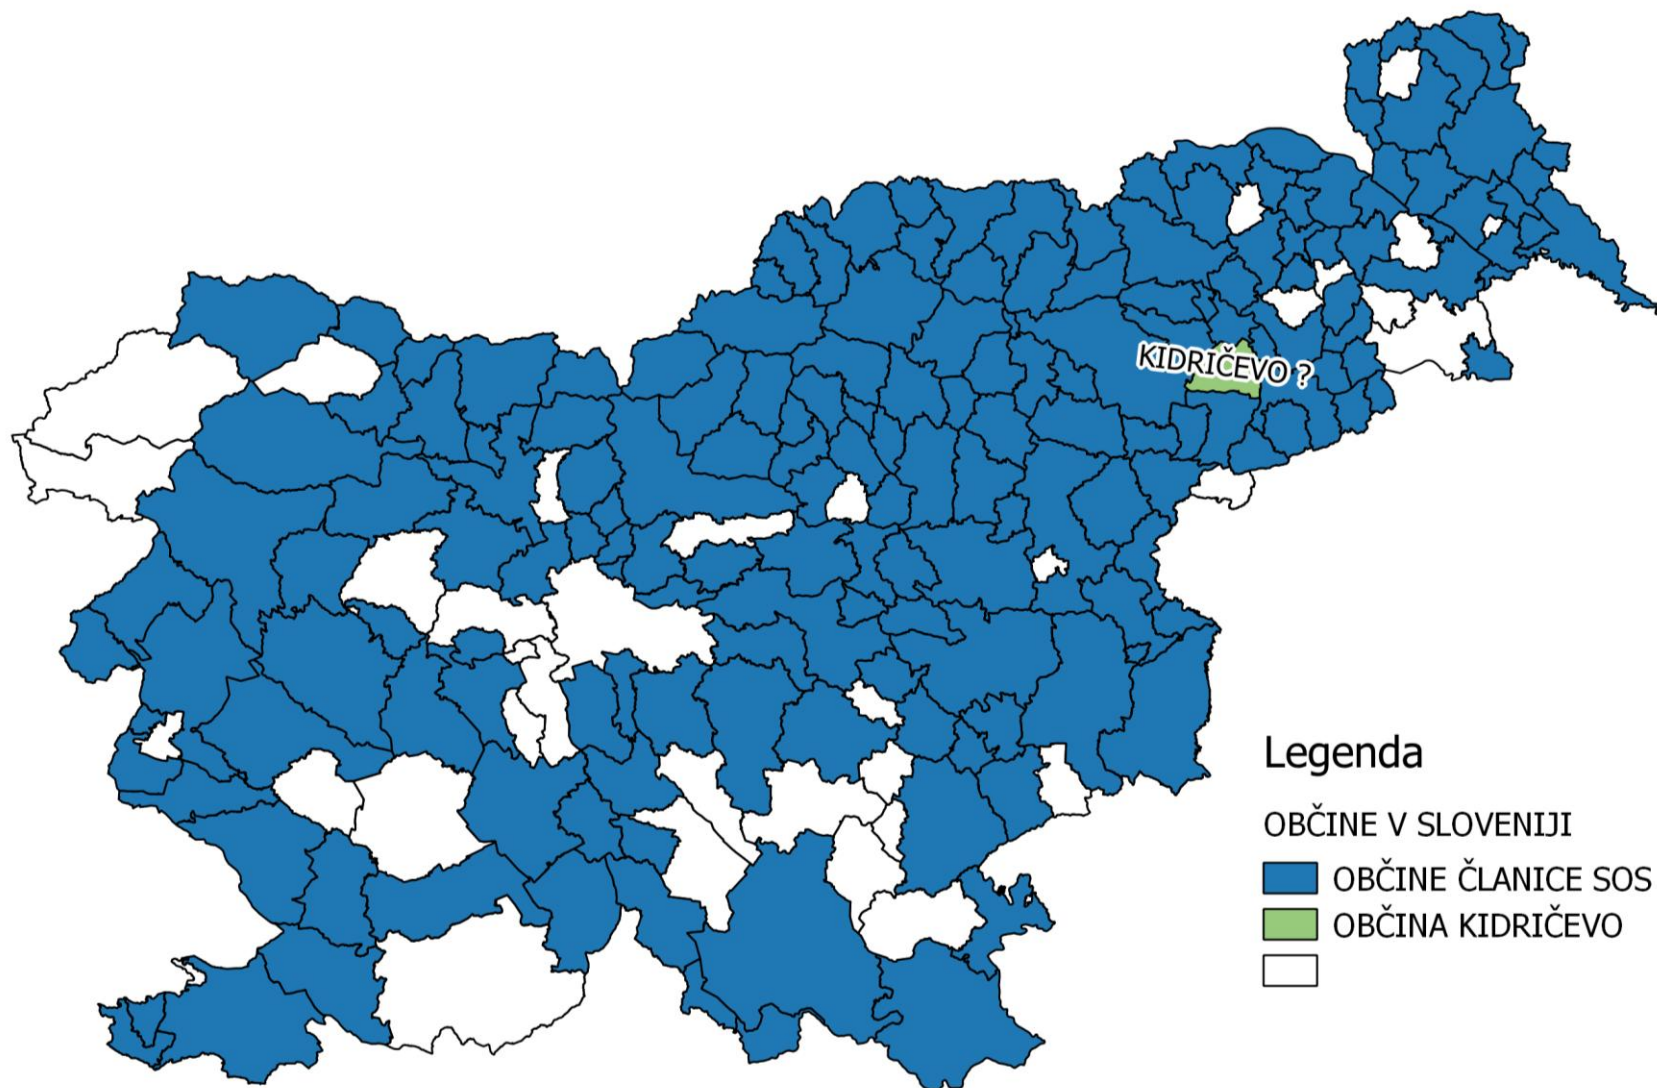 KIDRIČEVO ?
Legenda
OBČINE V SLOVENIJI
OBČINE ČLANICE SOS
OBČINA KIDRIČEVO